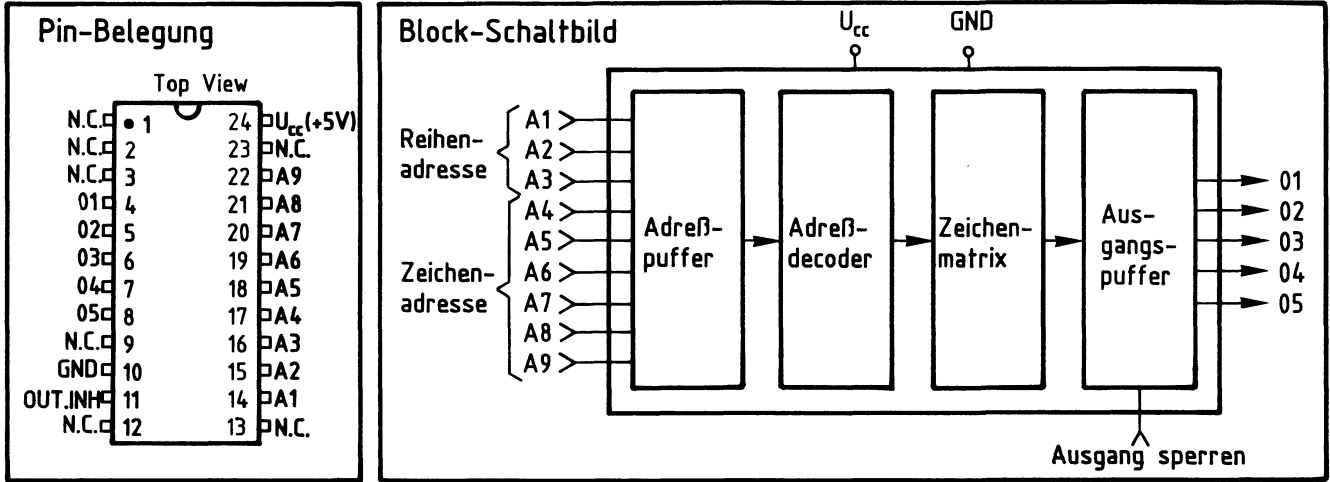 Pin-Belegung
Top View
N.C. 1 24 Ucc(+5V)
N.C. 2 23 N.C.
N.C. 3 22 A9
01 4 21 A8
02 5 20 A7
03 6 19 A6
04 7 18 A5
05 8 17 A4
N.C. 9 16 A3
GND 10 15 A2
OUT.INH 11 14 A1
N.C. 12 13 N.C.
Block-Schaltbild
Ucc
GND
Reihen-
adresse
Zeichen-
adresse
A1
A2
A3
A4
A5
A6
A7
A8
A9
Adreß-
puffer
Adreß-
decoder
Zeichen-
matrix
Aus-
gangs-
puffer
01
02
03
04
05
Ausgang sperren